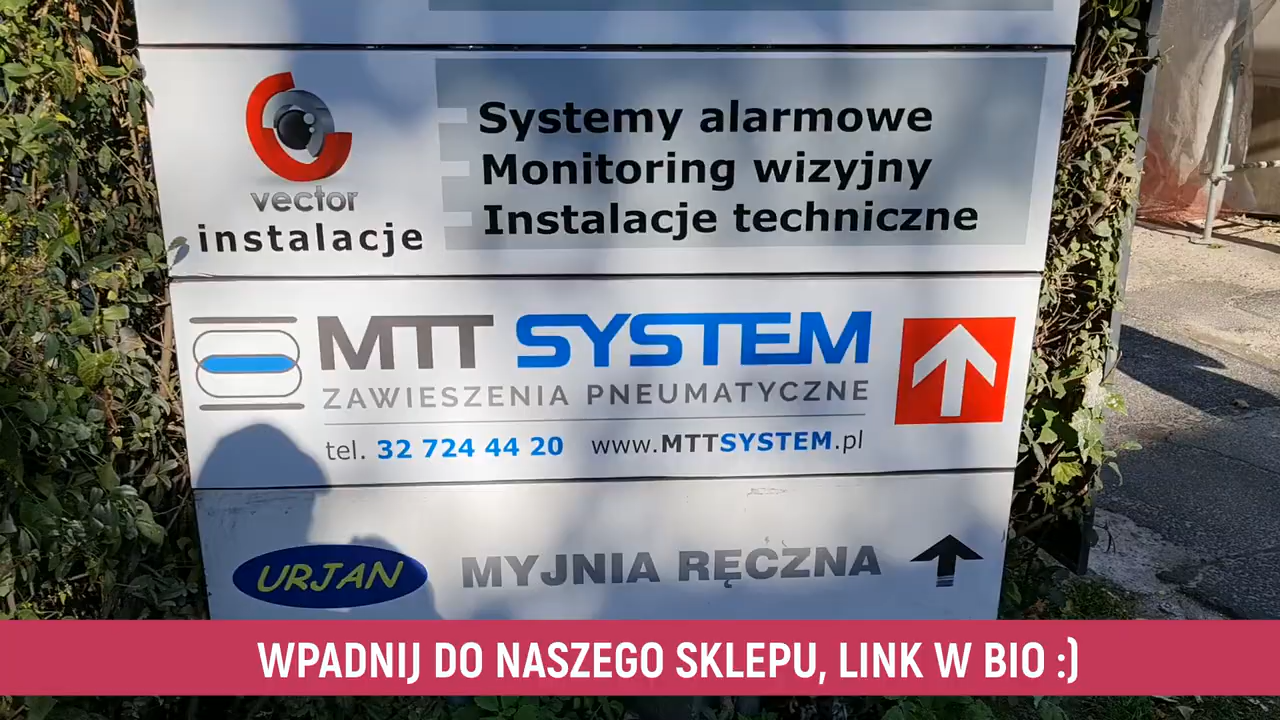 vector
instalacje
Systemy alarmowe
Monitoring wizyjny
Instalacje techniczne
MTT SYSTEM
ZAWIESZENIA PNEUMATYCZNE
tel. 32 724 44 20 www.MTTSYSTEM.pl
URJAN MYJNIA RĘCZNA
WPADNIJ DO NASZEGO SKLEPU, LINK W BIO :)